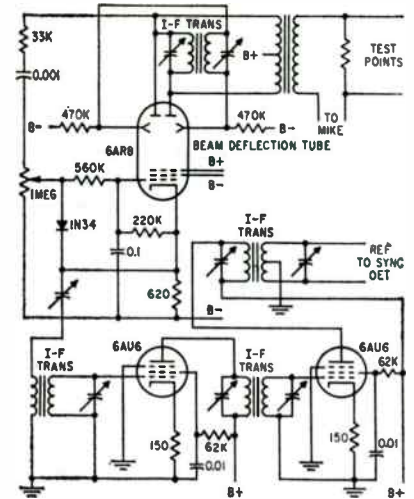 I-F TRANS
33K
0.001
B+
TEST POINTS
TO MIKE
B-
470K
470K
B-
6AR8
BEAM DEFLECTION TUBE
B+
B-
560K
1MEG
1N34
220K
0.1
620
B-
I-F TRANS
REF TO SYNC DET
I-F TRANS
6AU6
I-F TRANS
6AU6
62K
150
62K
0.01
B+
150
0.01
B+